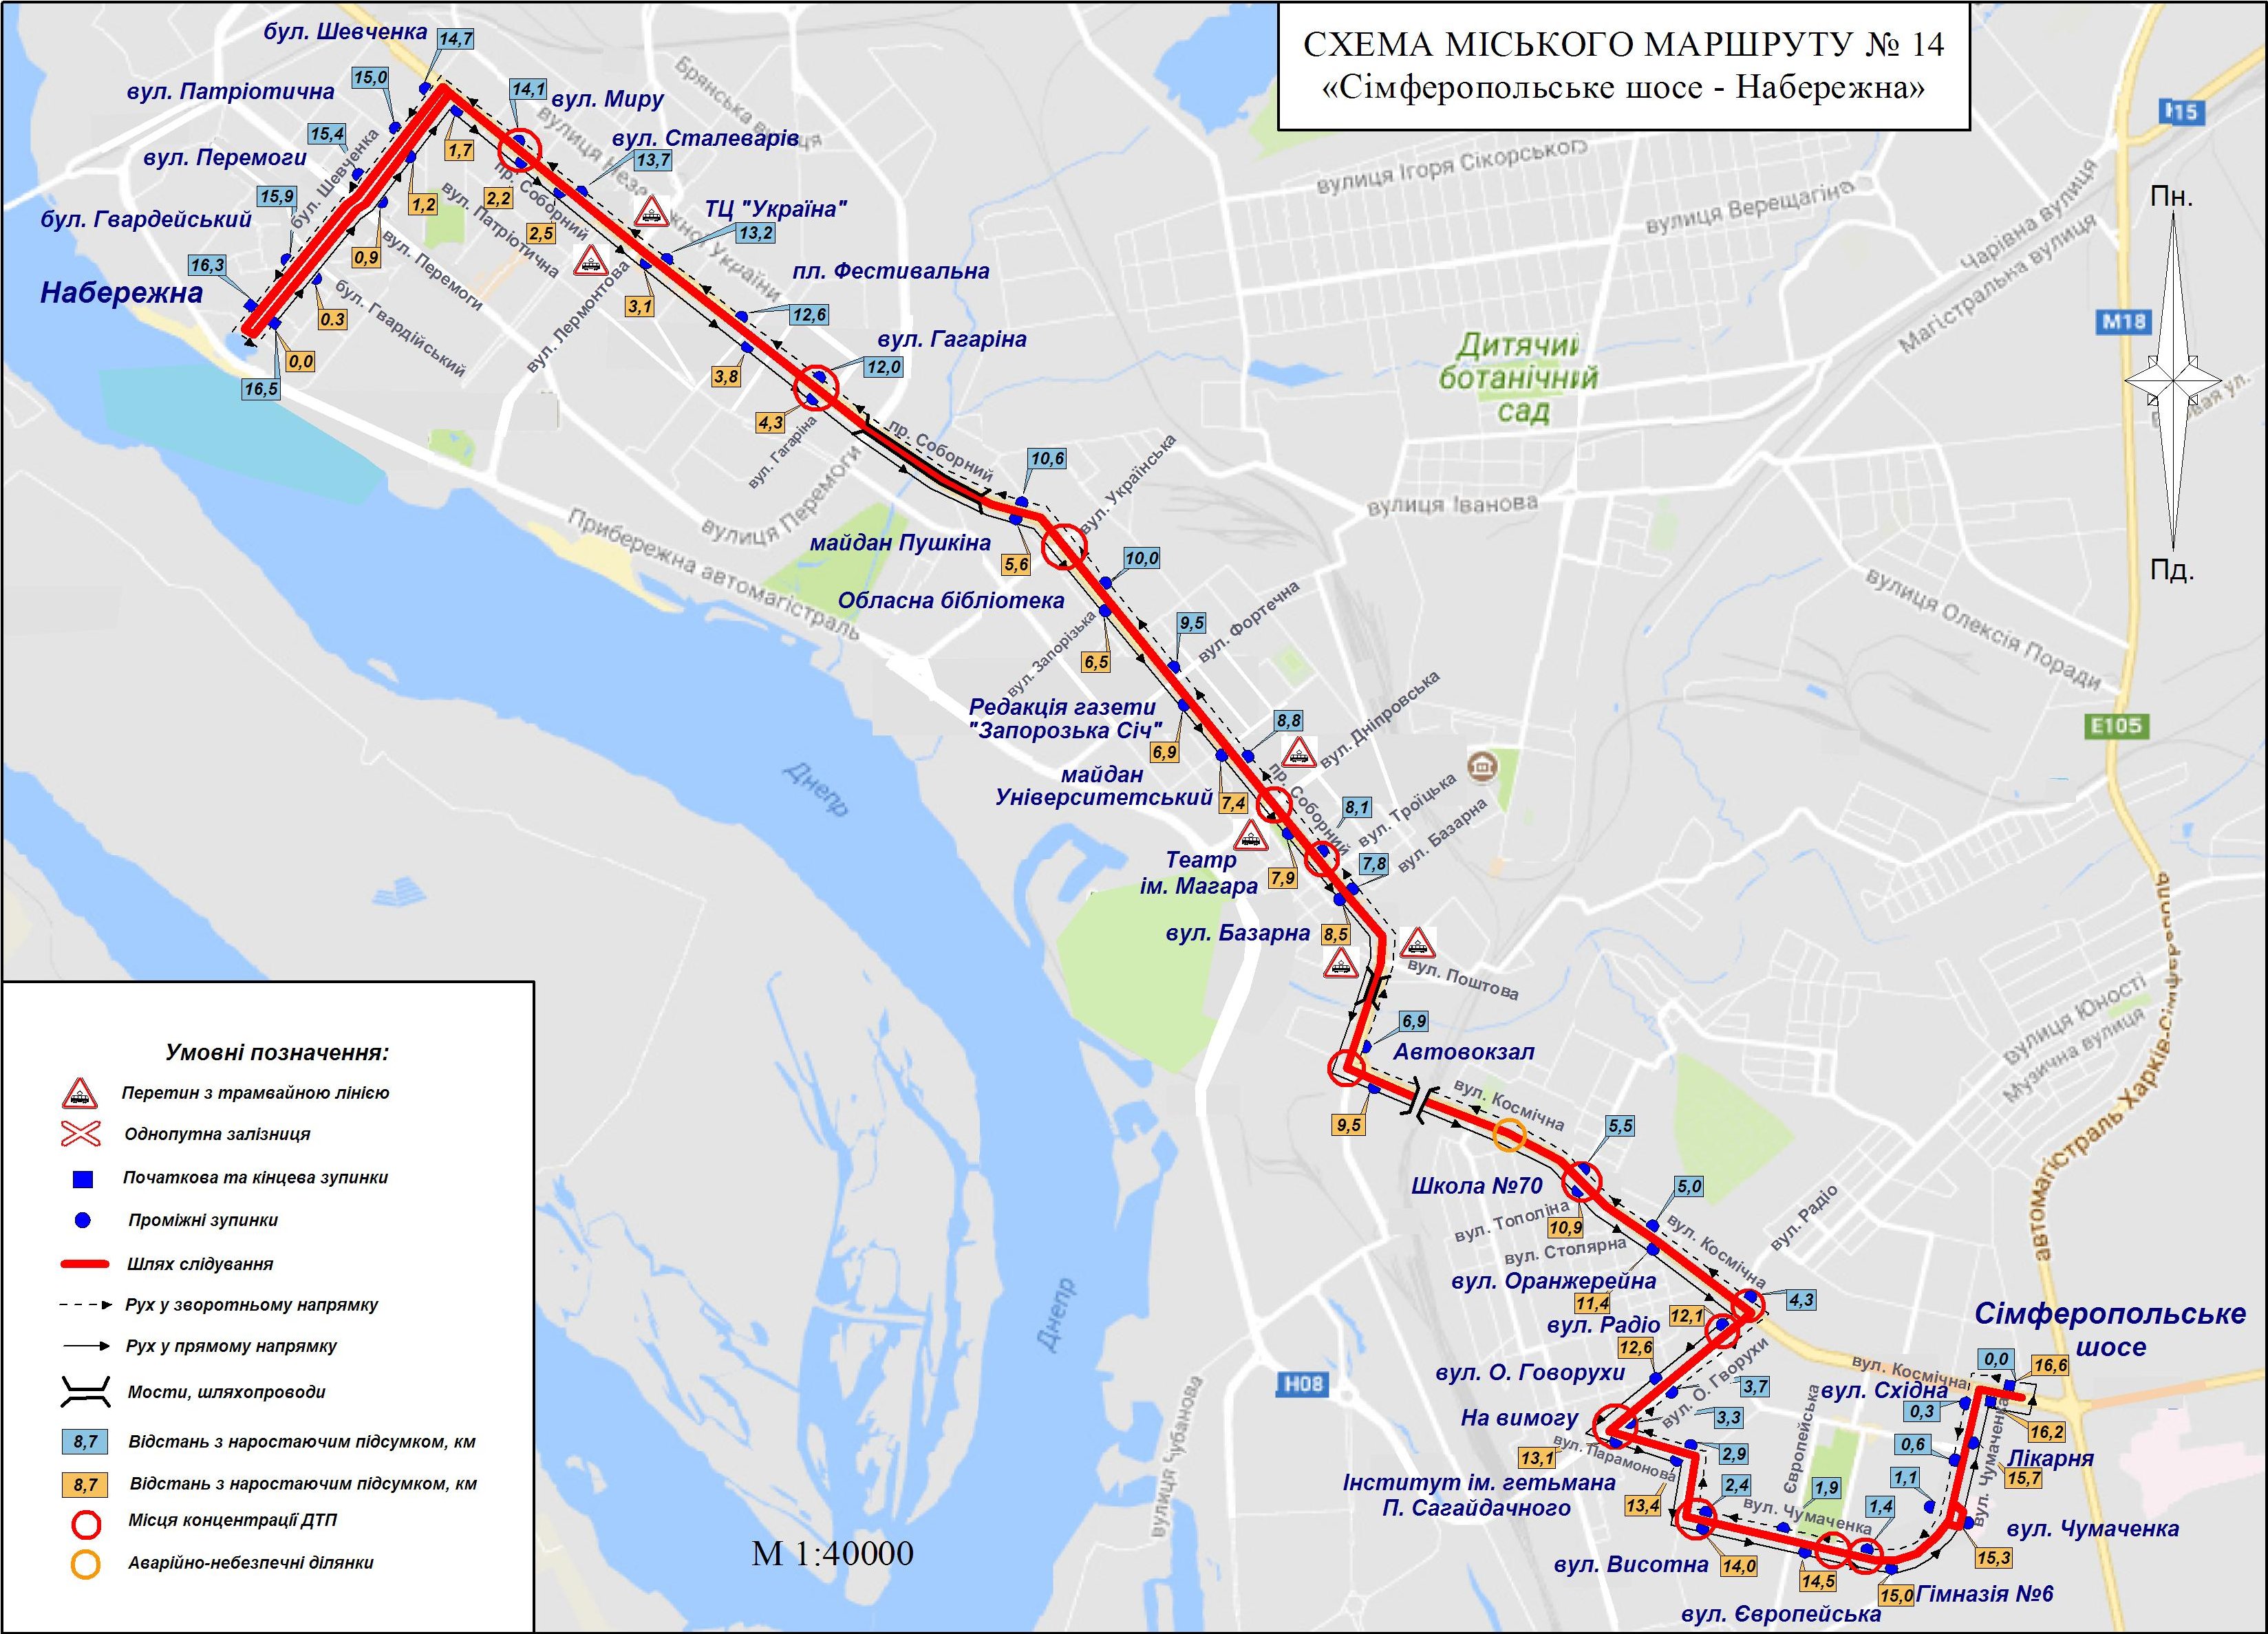 СХЕМА МІСЬКОГО МАРШРУТУ № 14
«Сімферопольське шосе - Набережна»
бул. Шевченка
14,7
вул. Патріотична
15,0
14,1
вул. Миру
Брянська вулиця
вул. Сталеварів
13,7
15,4
вул. Перемоги
1,7
15,9
бул. Гвардейський
бул. Шевченка
1,2
2,2
вул. Патріотична
пр. Соборний
2,5
вулиця Незалежної України
ТЦ "Україна"
13,2
16,3
Набережна
0,9
вул. Перемоги
0.3
бул. Гвардійський
вул. Лермонтова
3,1
пл. Фестивальна
12,6
вул. Гагаріна
12,0
0,0
16,5
3,8
4,3
вул. Гагаріна
пр. Соборний
вулиця Перемоги
10,6
вул. Українська
Прибережна автомагістраль
майдан Пушкіна
5,6
10,0
Обласна бібліотека
вул. Запорізька
6,5
9,5
вул. Фортечна
Редакція газети
"Запорозька Січ"
6,9
8,8
вул. Дніпровська
майдан
Університетський
7,4
пр. Соборний
8,1
вул. Троїцька
вул. Базарна
Театр
ім. Магара
7,9
7,8
вул. Базарна
8,5
вул. Поштова
6,9
Автовокзал
9,5
вул. Космічна
5,5
Школа №70
вул. Тополіна
10,9
вул. Столярна
5,0
вул. Космічна
вул. Радіо
вул. Оранжерейна
11,4
12,1
4,3
вул. Радіо
12,6
вул. О. Говорухи
вул. О. Гворухи
3,7
На вимогу
3,3
13,1
вул. Парамонова
2,9
Інститут ім. гетьмана
П. Сагайдачного
13,4
2,4
вул. Висотна
14,0
вул. Чумаченка
1,9
Європейська
14,5
вул. Європейська
1,4
15,0
Гімназія №6
1,1
15,3
вул. Чумаченка
0,6
Лікарня
15,7
вул. Чумаченка
0,3
16,2
вул. Східна
вул. Космічна
0,0
16,6
Сімферопольське
шосе
вулиця Ігоря Сікорського
вулиця Верещагіно
Чарівна вулиця
Магістральна вулиця
Дитячий
ботанічний
сад
вулиця Іванова
вулиця Олексія Поради
Вулиця Юності
Музична вулиця
автомагістраль Харків-Сімферополь
вулиця Чубанова
Днепр
Днепр
H15
M18
E105
H08
Пн.
Пд.
М 1:40000
Умовні позначення:
Перетин з трамвайною лінією
Однопутна залізниця
Початкова та кінцева зупинки
Проміжні зупинки
Шлях слідування
Рух у зворотньому напрямку
Рух у прямому напрямку
Мости, шляхопроводи
8,7 Відстань з наростаючим підсумком, км
8,7 Відстань з наростаючим підсумком, км
Місця концентрації ДТП
Аварійно-небезпечні ділянки